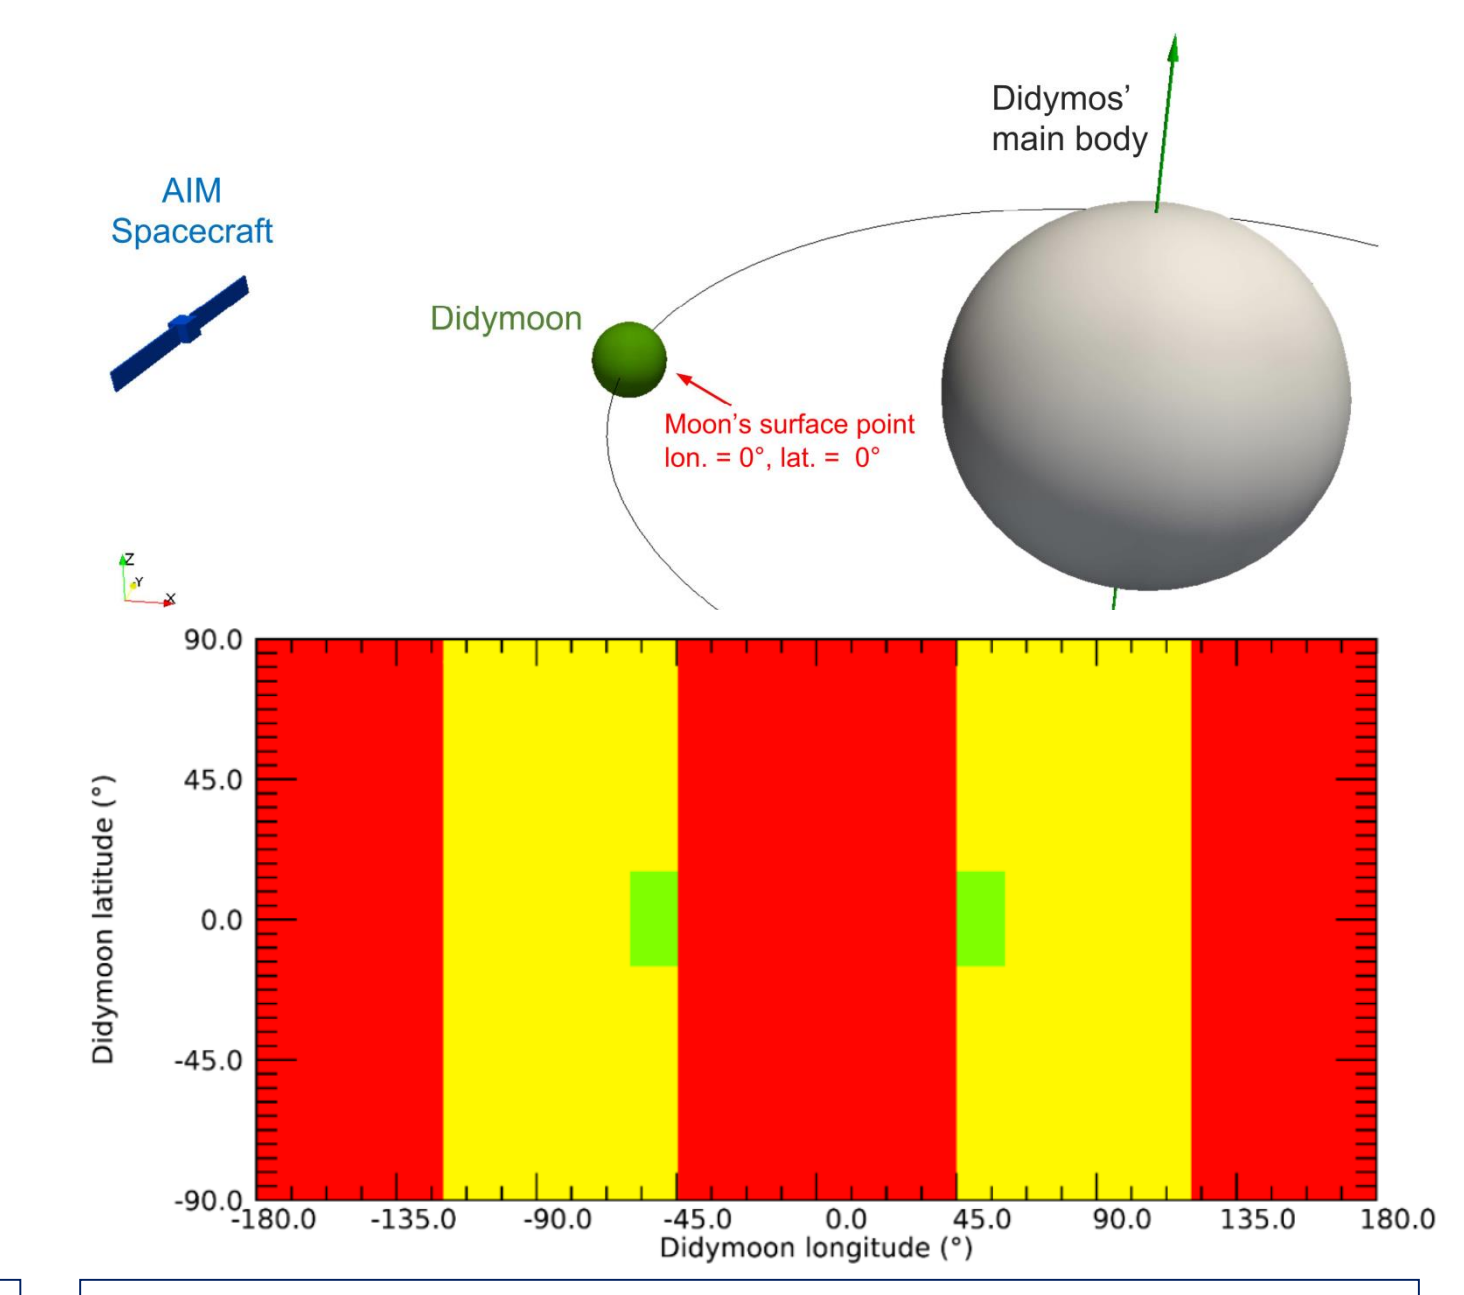 Didymos’
main body
AIM
Spacecraft
Didymoon
Moon’s surface point
lon. = 0°, lat. =  0°
Z
Y
X
90.0
45.0
0.0
-45.0
-90.0
Didymoon latitude (°)
-180.0 -135.0 -90.0 -45.0 0.0 45.0 90.0 135.0 180.0
Didymoon longitude (°)